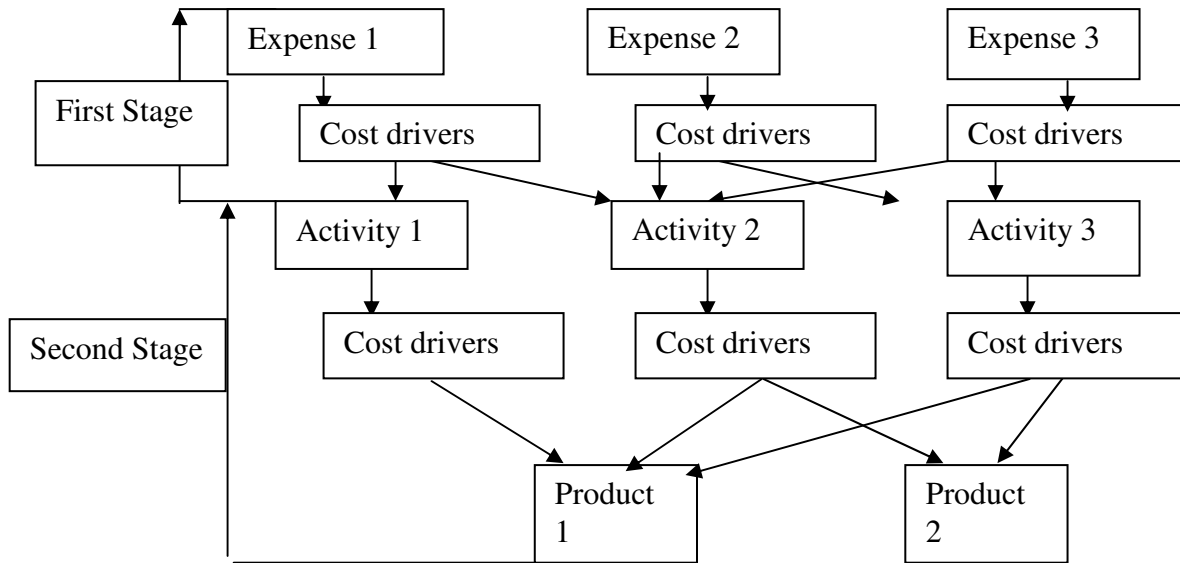 Expense 1
Expense 2
Expense 3
First Stage
Cost drivers
Cost drivers
Cost drivers
Activity 1
Activity 2
Activity 3
Second Stage
Cost drivers
Cost drivers
Cost drivers
Product
1
Product
2